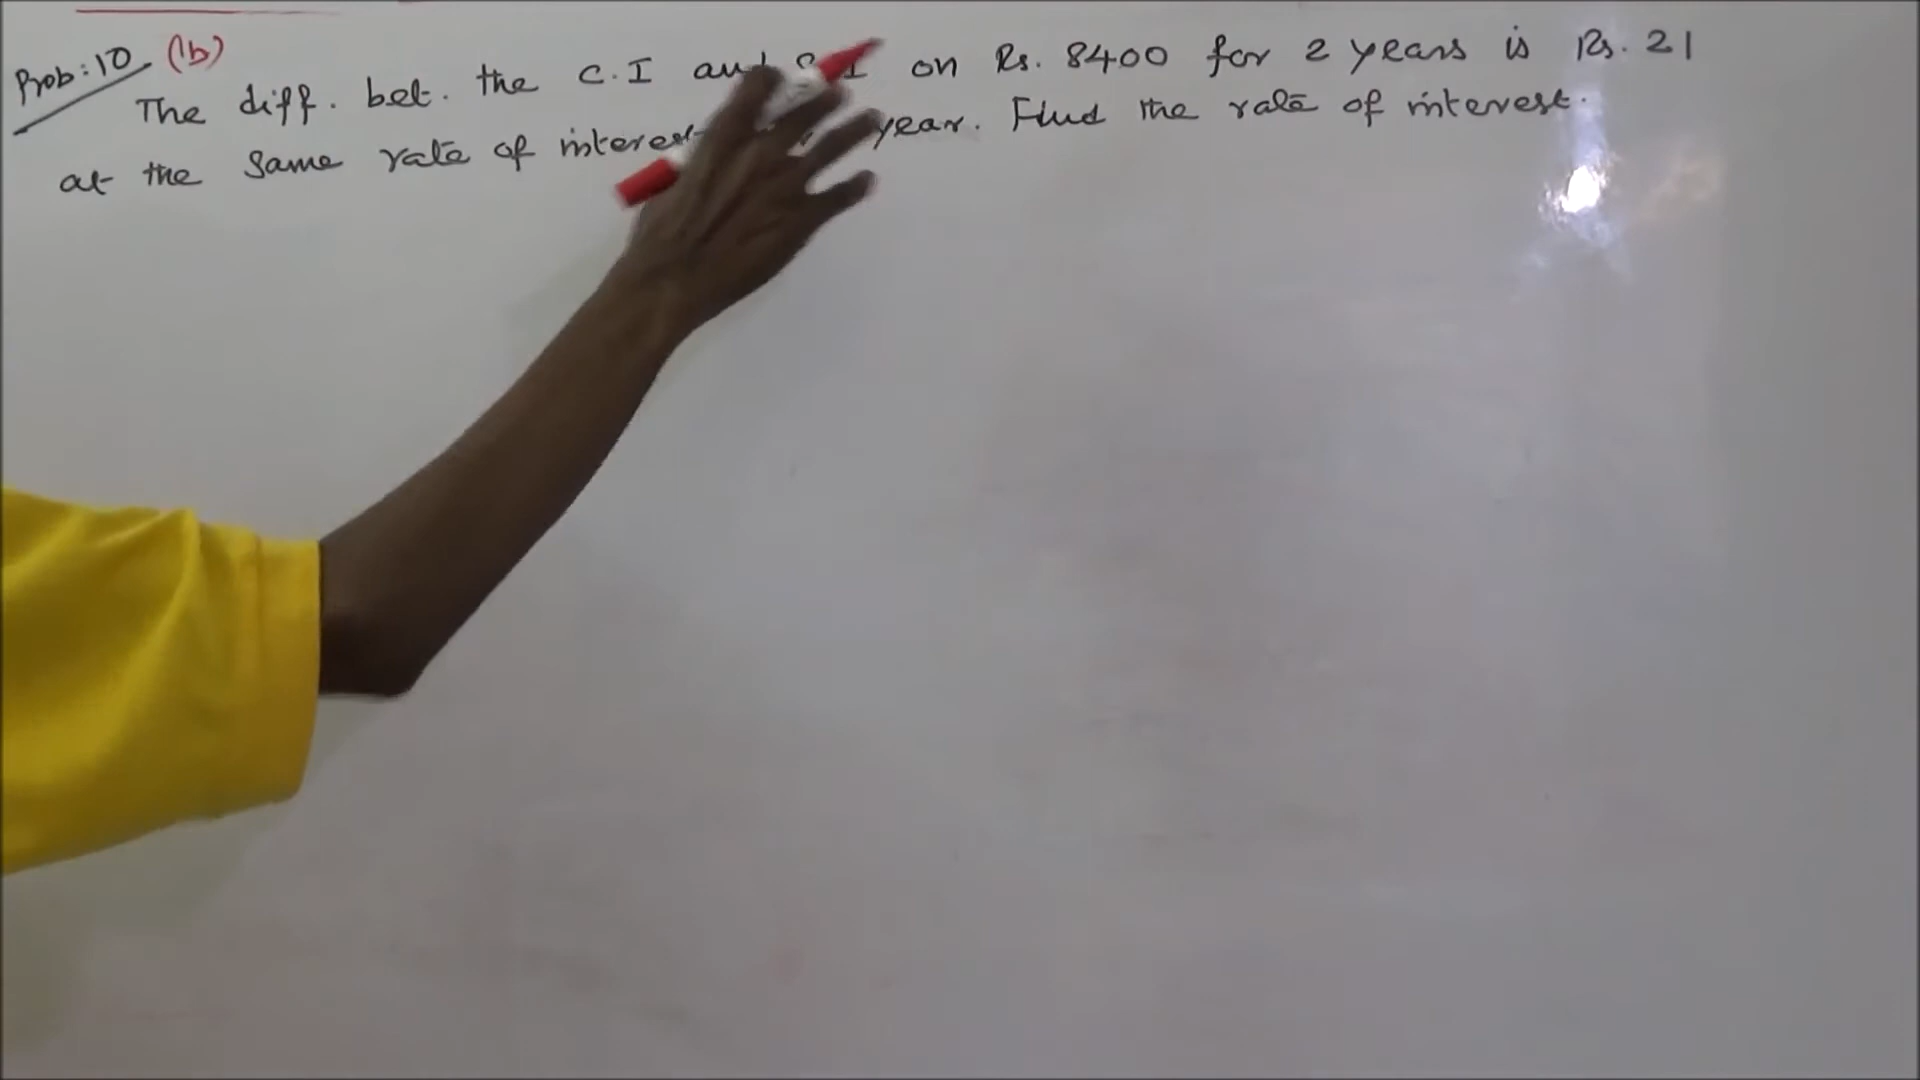 Prob:10 (b)
The diff. bet. the C.I and S.I on Rs. 8400 for 2 years is Rs. 21
at the same rate of interest year. Find the rate of interest.